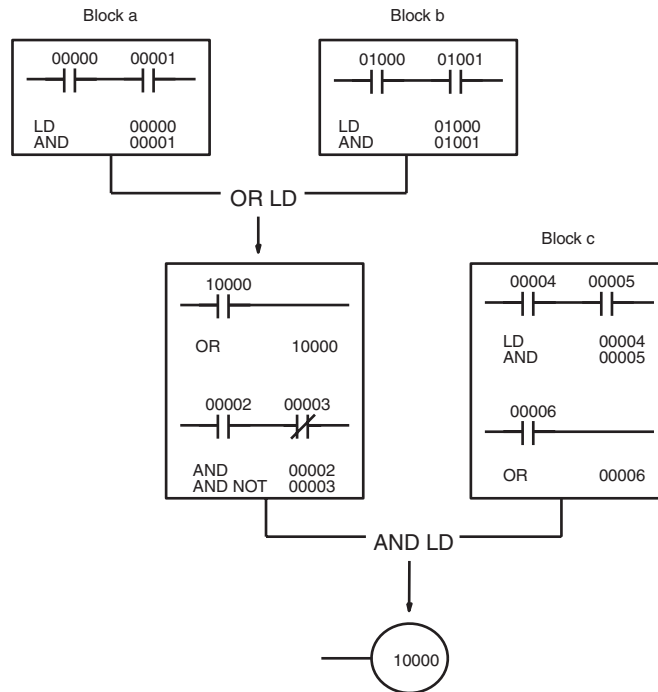 Block a
Block b
00000 00001
LD 00000
AND 00001
01000 01001
LD 01000
AND 01001
OR LD
Block c
10000
OR 10000
00002 00003
AND 00002
AND NOT 00003
00004 00005
LD 00004
AND 00005
00006
OR 00006
AND LD
10000